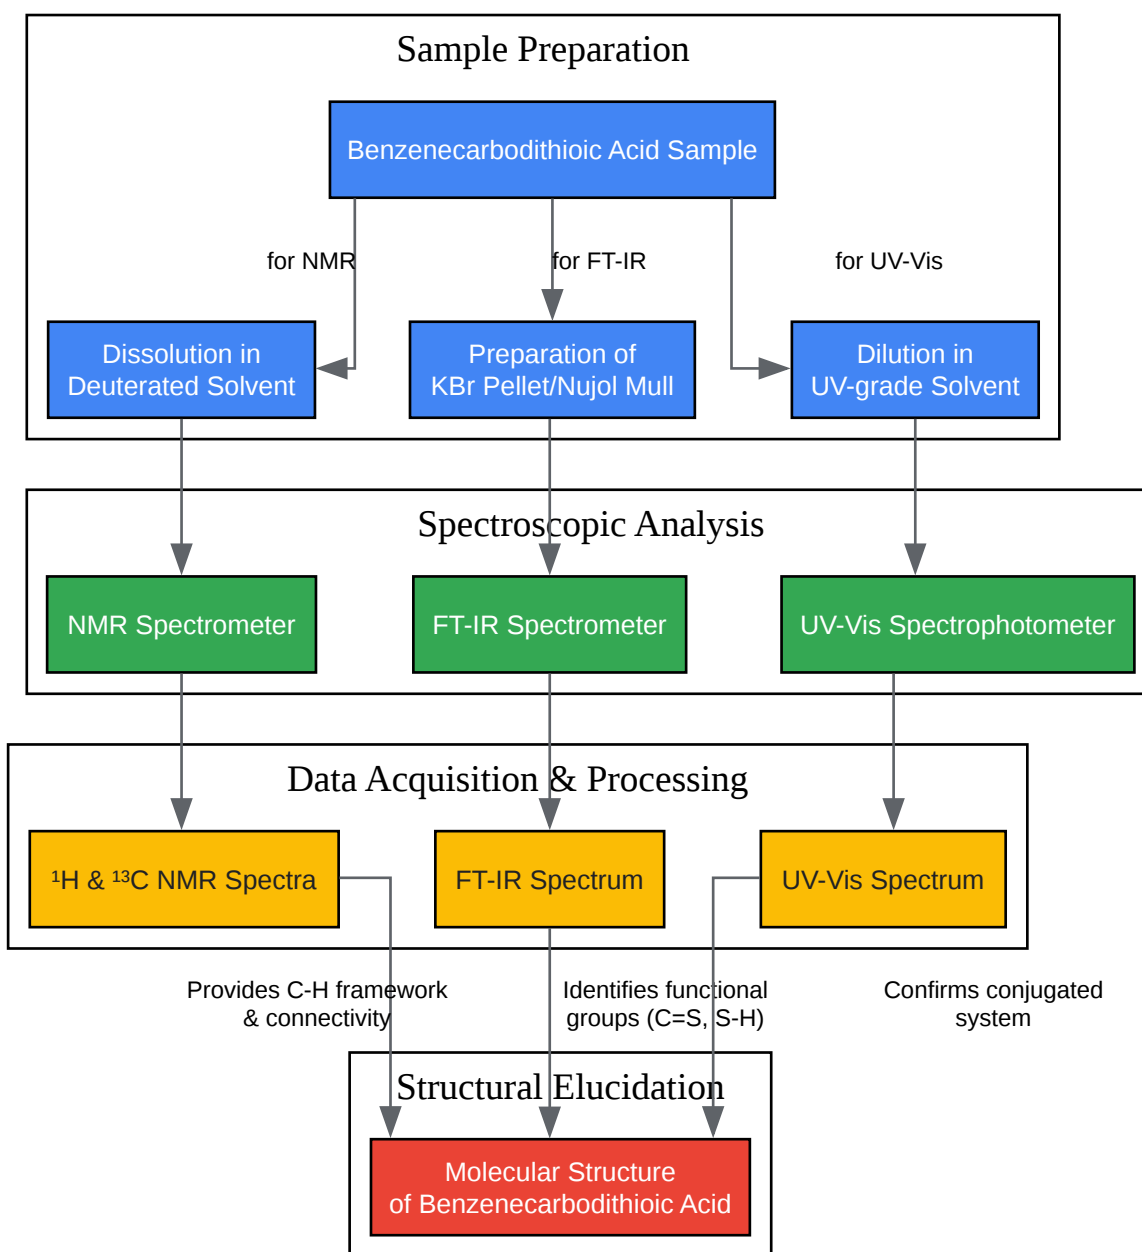 Sample Preparation
Benzenecarbodithioic Acid Sample
for NMR
for FT-IR
for UV-Vis
Dissolution in
Deuterated Solvent
Preparation of
KBr Pellet/Nujol Mull
Dilution in
UV-grade Solvent
Spectroscopic Analysis
NMR Spectrometer
FT-IR Spectrometer
UV-Vis Spectrophotometer
Data Acquisition & Processing
¹H & ¹³C NMR Spectra
FT-IR Spectrum
UV-Vis Spectrum
Provides C-H framework
& connectivity
Identifies functional
groups (C=S, S-H)
Confirms conjugated
system
Structural Elucidation
Molecular Structure
of Benzenecarbodithioic Acid